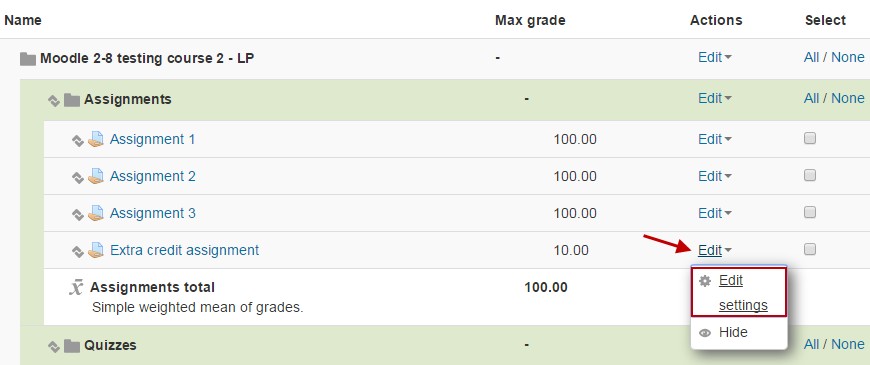 Name Max grade Actions Select
Moodle 2-8 testing course 2 - LP - Edit All / None
Assignments - Edit All / None
Assignment 1 100.00 Edit
Assignment 2 100.00 Edit
Assignment 3 100.00 Edit
Extra credit assignment 10.00 Edit
x̄ Assignments total 100.00 Edit
Simple weighted mean of grades. settings
Hide
Quizzes - All / None